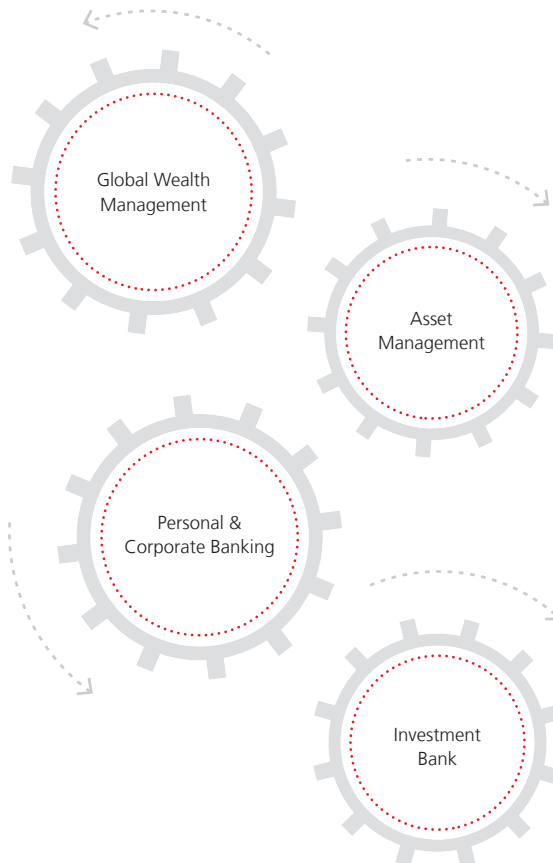 Global Wealth
Management
Asset
Management
Personal &
Corporate Banking
Investment
Bank